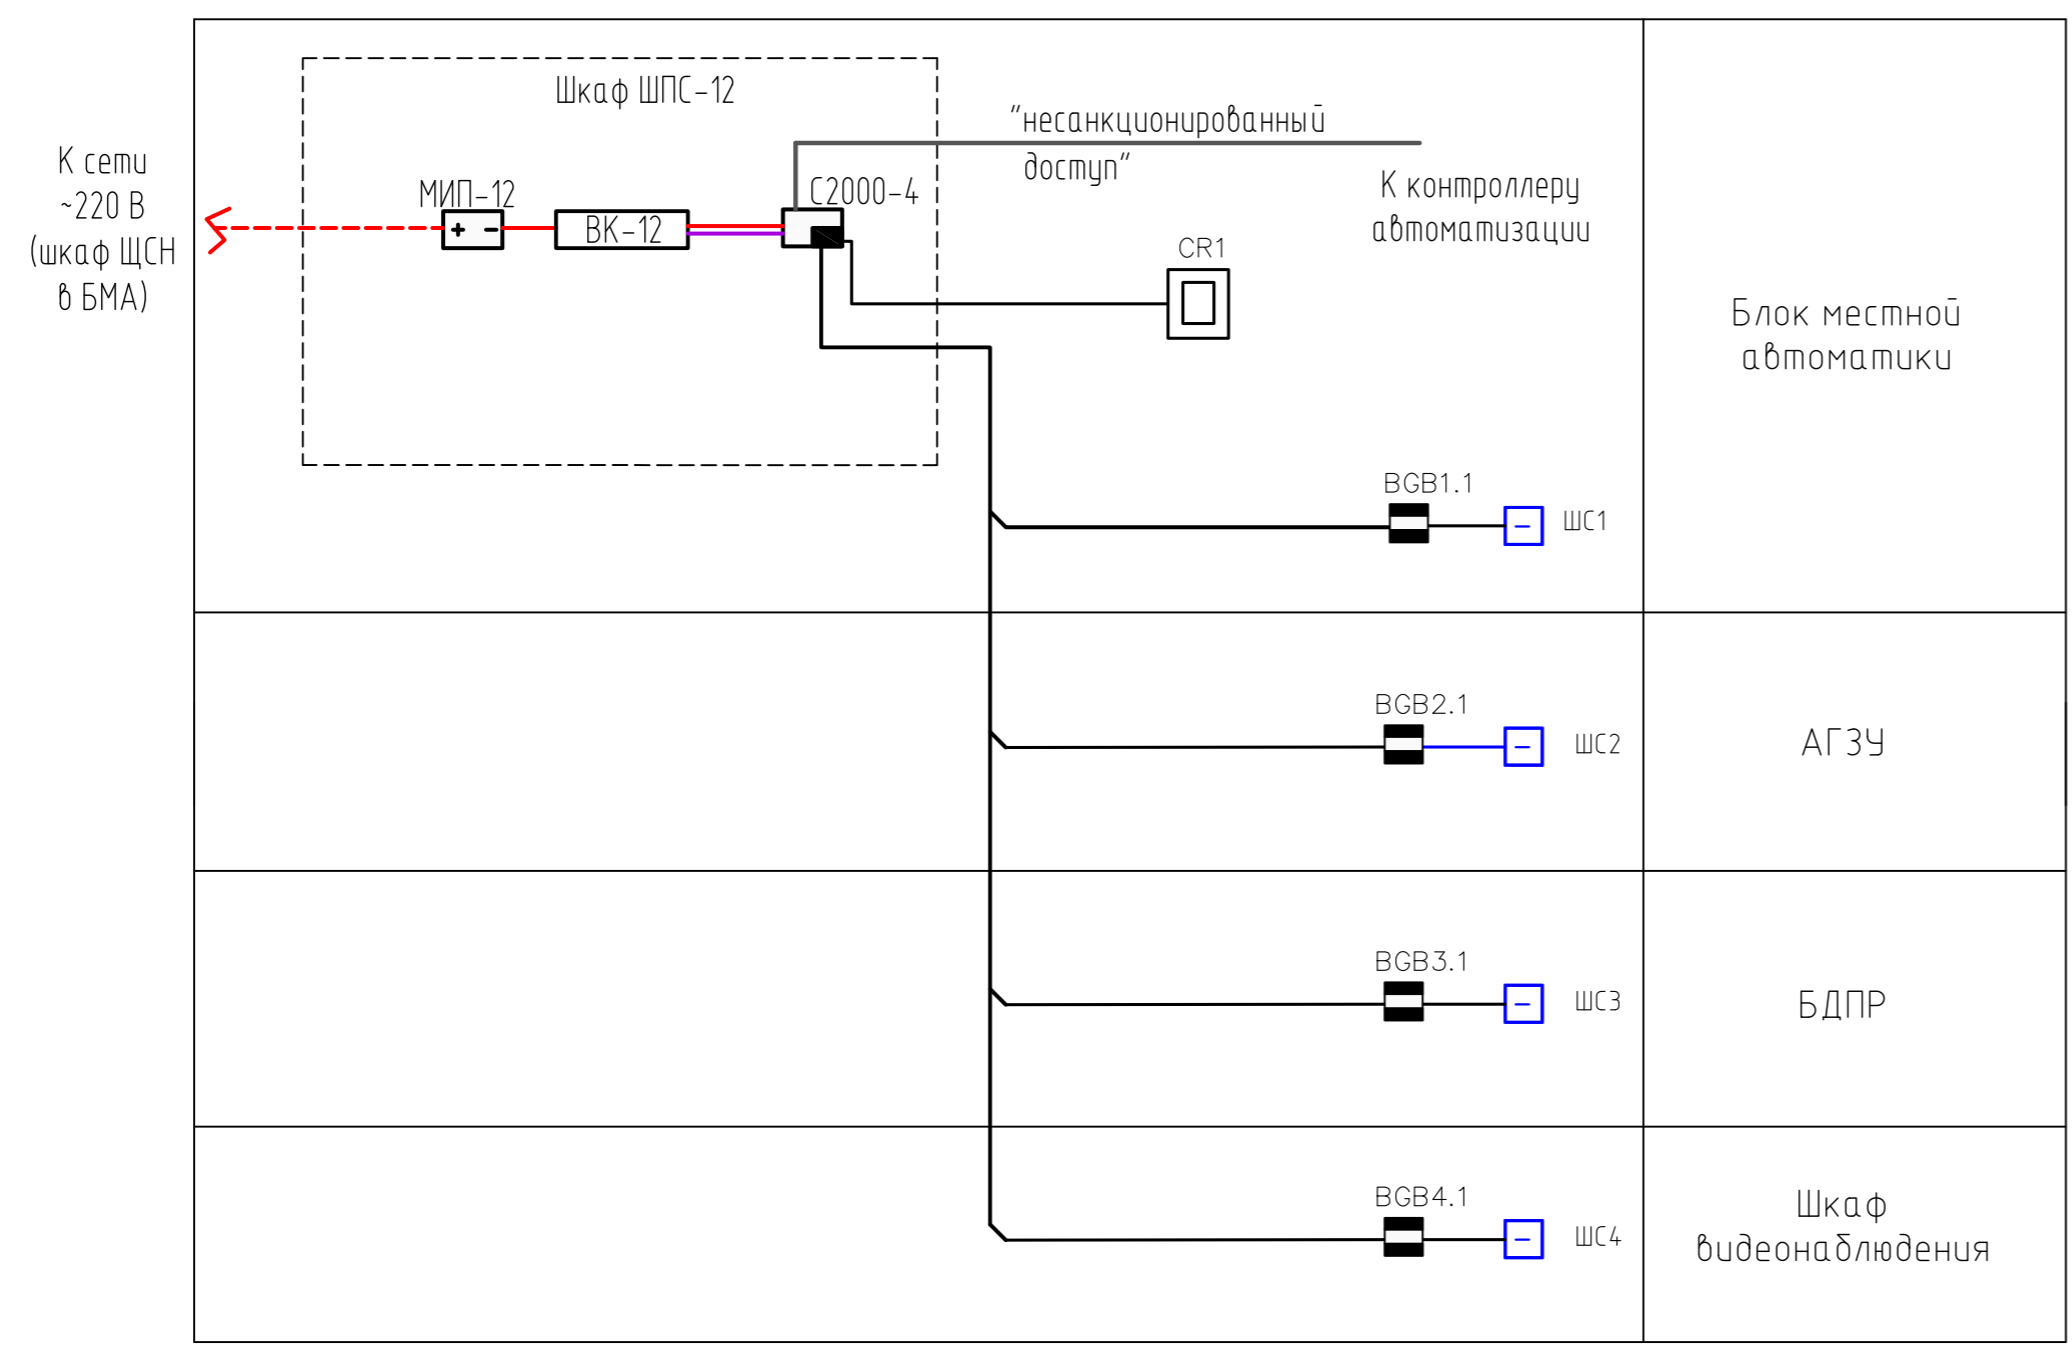 Шкаф ШПС-12
"несанкционированный
доступ"
К сети
~220 В
(шкаф ЩСН
в БМА)
МИП-12
+ -
ВК-12
С2000-4
К контроллеру
автоматизации
CR1
Блок местной
автоматики
BGB1.1
ШС1
BGB2.1
ШС2
АГЗУ
BGB3.1
ШС3
БДПР
BGB4.1
ШС4
Шкаф
видеонаблюдения